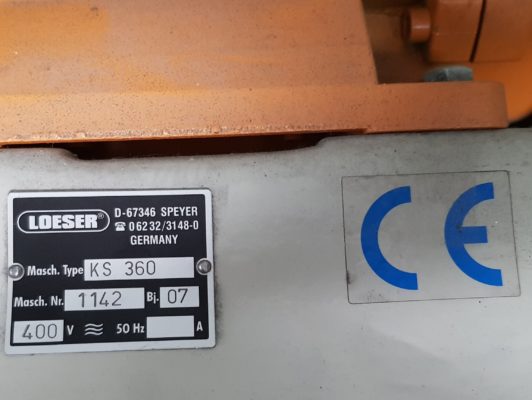 LOESER®
D-67346 SPEYER
☎ 06232/3148-0
GERMANY
Masch. Type KS 360
Masch. Nr. 1142 Bj. 07
400 V 50 Hz A
CE